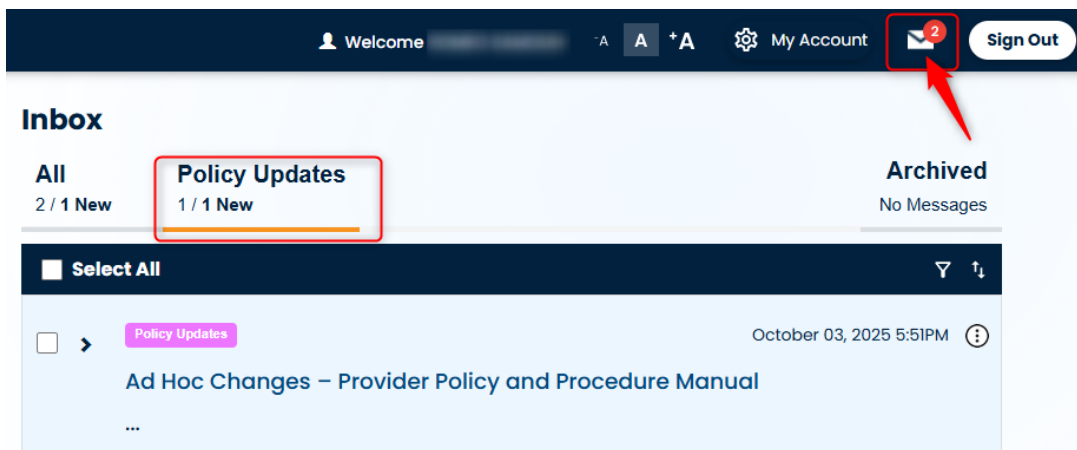 Welcome -A A +A My Account 2 Sign Out
Inbox
All Policy Updates Archived
2 / 1 New 1 / 1 New No Messages
Select All
Policy Updates October 03, 2025 5:51PM
Ad Hoc Changes – Provider Policy and Procedure Manual
...